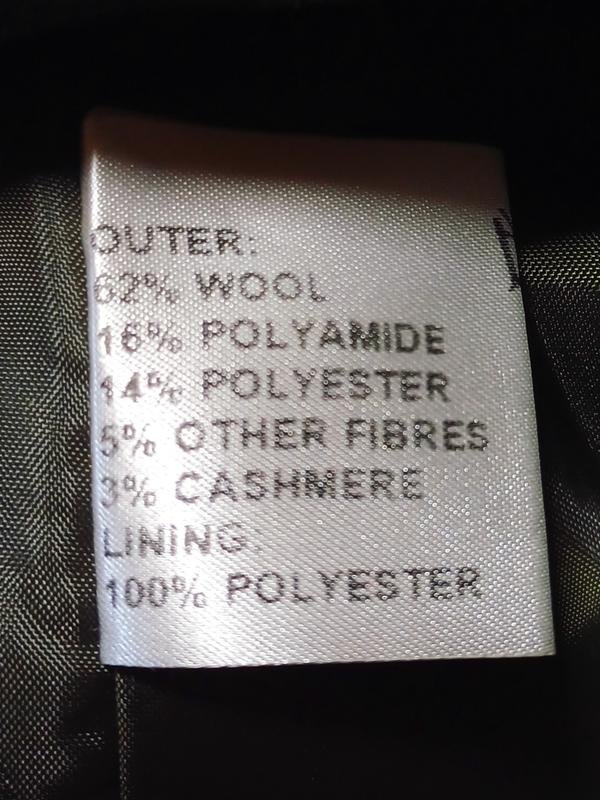 OUTER:
62% WOOL
16% POLYAMIDE
14% POLYESTER
5% OTHER FIBRES
3% CASHMERE
LINING:
100% POLYESTER